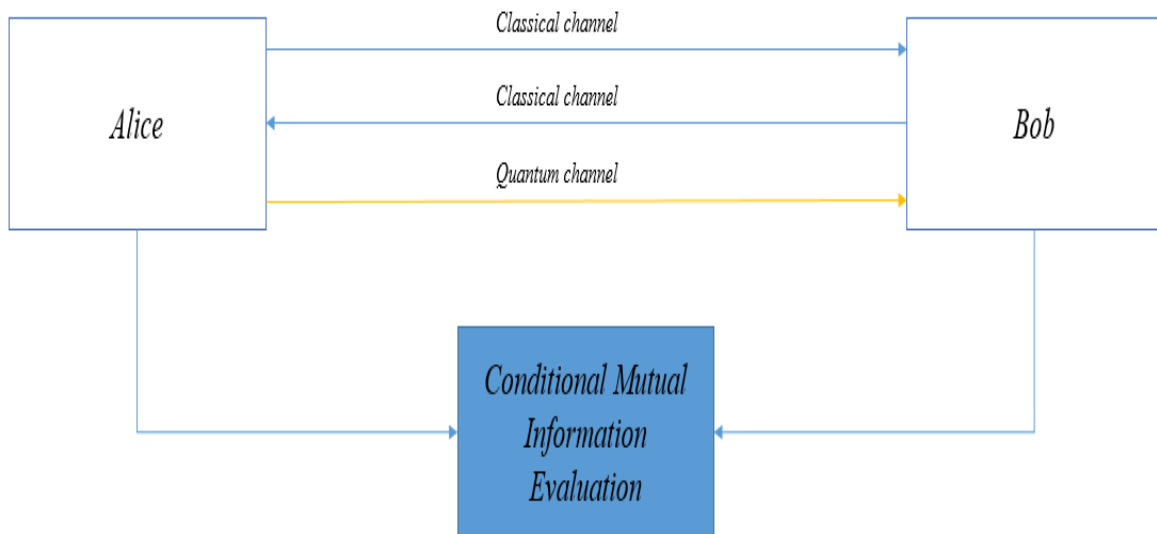 Classical channel
Classical channel
Alice
Bob
Quantum channel
Conditional Mutual
Information
Evaluation